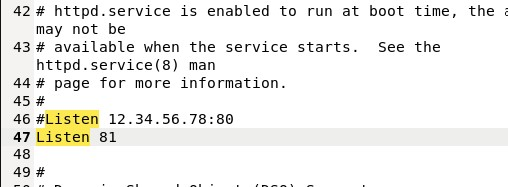 42 # httpd.service is enabled to run at boot time, the
may not be
43 # available when the service starts.  See the
httpd.service(8) man
44 # page for more information.
45 #
46 #Listen 12.34.56.78:80
47 Listen 81
48
49 #